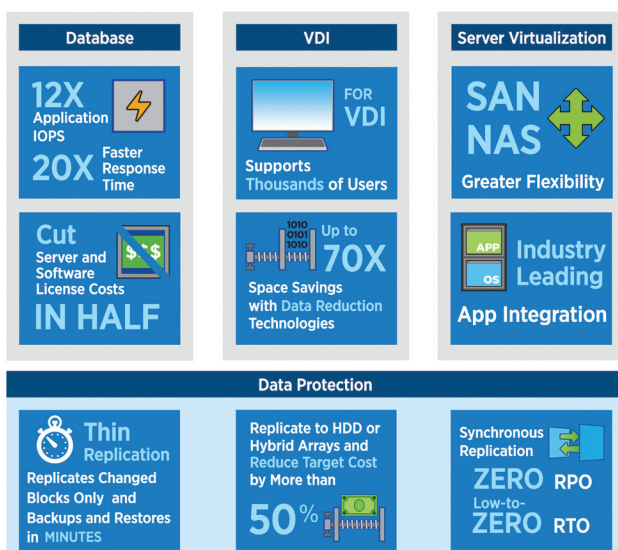 Database
12X
Application
IOPS
20X
Faster
Response
Time
Cut
$$$
Server and
Software
License Costs
IN HALF
VDI
FOR
VDI
Supports
Thousands of Users
1010
0101
1010
Up to
70X
Space Savings
with Data Reduction
Technologies
Server Virtualization
SAN
NAS
Greater Flexibility
APP
OS
Industry
Leading
App Integration
Data Protection
Thin
Replication
Replicates Changed
Blocks Only and
Backups and Restores
in MINUTES
Replicate to HDD or
Hybrid Arrays and
Reduce Target Cost
by More than
50%
Synchronous
Replication
ZERO RPO
Low-to-
ZERO RTO